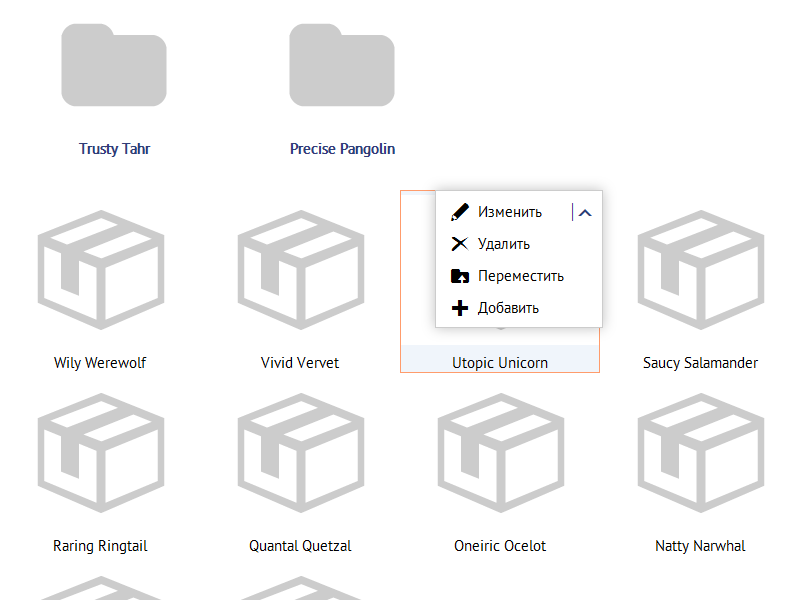 Trusty Tahr
Precise Pangolin
Изменить
Удалить
Переместить
Добавить
Wily Werewolf
Vivid Vervet
Utopic Unicorn
Saucy Salamander
Raring Ringtail
Quantal Quetzal
Oneiric Ocelot
Natty Narwhal